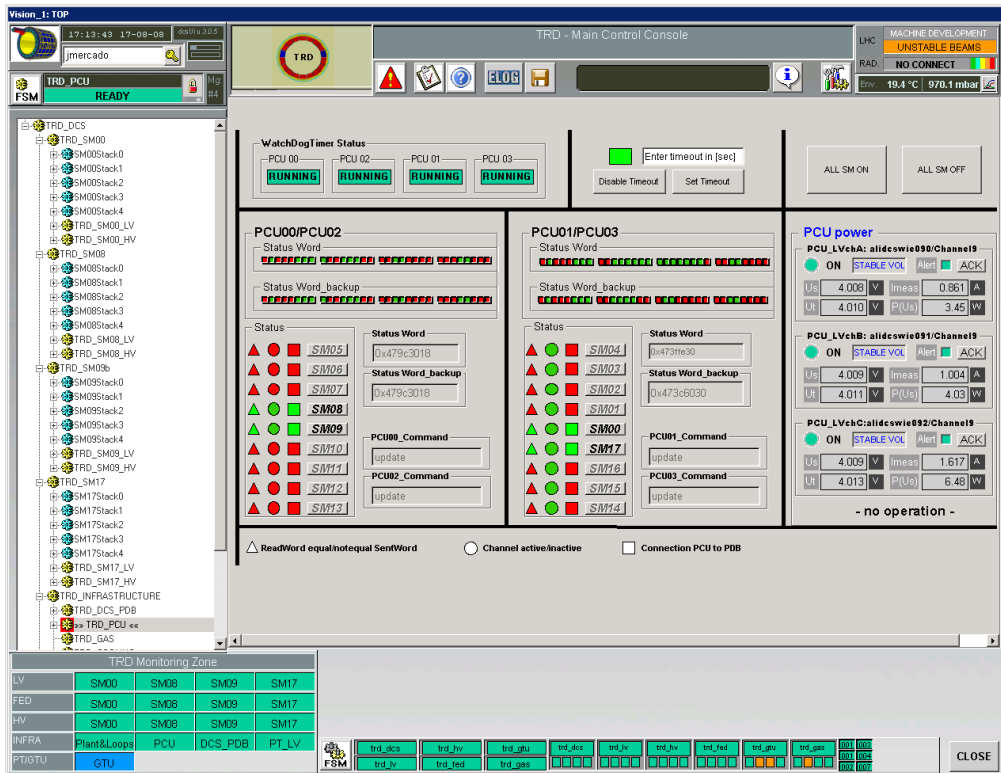 Vision_1: TOP
17:13:43 17-08-08
dcsUi u 3.0.5
jmercado
TRD
TRD - Main Control Console
LHC
MACHINE DEVELOPMENT
UNSTABLE BEAMS
RAD.
NO CONNECT
Env.
19.4 °C
970.1 mbar
FSM
TRD_PCU
READY
Mg:
#4
ELOG
TRD_DCS
TRD_SM00
SM00Stack0
SM00Stack1
SM00Stack2
SM00Stack3
SM00Stack4
TRD_SM00_LV
TRD_SM00_HV
TRD_SM08
SM08Stack0
SM08Stack1
SM08Stack2
SM08Stack3
SM08Stack4
TRD_SM08_LV
TRD_SM08_HV
TRD_SM09b
SM09Stack0
SM09Stack1
SM09Stack2
SM09Stack3
SM09Stack4
TRD_SM09_LV
TRD_SM09_HV
TRD_SM17
SM17Stack0
SM17Stack1
SM17Stack2
SM17Stack3
SM17Stack4
TRD_SM17_LV
TRD_SM17_HV
TRD_INFRASTRUCTURE
TRD_DCS_PDB
»» TRD_PCU ««
TRD_GAS
WatchDogTimer Status
PCU 00 PCU 02 PCU 01 PCU 03
RUNNING RUNNING RUNNING RUNNING
Enter timeout in [sec]
Disable Timeout
Set Timeout
ALL SM ON
ALL SM OFF
PCU00/PCU02
Status Word
Status Word_backup
Status
SM05
SM06
SM07
SM08
SM09
SM10
SM11
SM12
SM13
Status Word
0x479c3018
Status Word_backup
0x479c3018
PCU00_Command
update
PCU02_Command
update
PCU01/PCU03
Status Word
Status Word_backup
Status
SM04
SM03
SM02
SM01
SM00
SM17
SM16
SM15
SM14
Status Word
0x473ffe30
Status Word_backup
0x473c6030
PCU01_Command
update
PCU03_Command
update
PCU power
PCU_LVchA: alidcswie090/Channel9
ON STABLE VOL Alert ACK
Us 4.008 V Imeas 0.861 A
Ut 4.010 V P(Us) 3.45 W
PCU_LVchB: alidcswie091/Channel9
ON STABLE VOL Alert ACK
Us 4.009 V Imeas 1.004 A
Ut 4.011 V P(Us) 4.03 W
PCU_LVchC:alidcswie092/Channel9
ON STABLE VOL Alert ACK
Us 4.009 V Imeas 1.617 A
Ut 4.013 V P(Us) 6.48 W
- no operation -
ReadWord equal/notequal SentWord
Channel active/inactive
Connection PCU to PDB
TRD Monitoring Zone
LV SM00 SM08 SM09 SM17
FED SM00 SM08 SM09 SM17
HV SM00 SM08 SM09 SM17
INFRA Plant&Loops PCU DCS_PDB PT_LV
PT/GTU GTU
FSM
trd_dcs trd_hv trd_gtu
trd_lv trd_fed trd_gas
trd_dcs trd_lv trd_hv trd_fed trd_gtu trd_gas
001 003
001 004
002 007
CLOSE